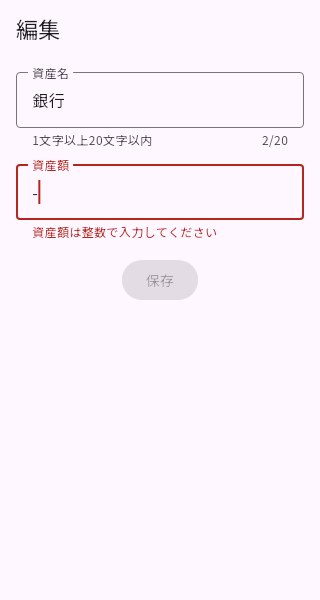 編集
資産名
銀行
1文字以上20文字以内 2/20
資産額
-
資産額は整数で入力してください
保存